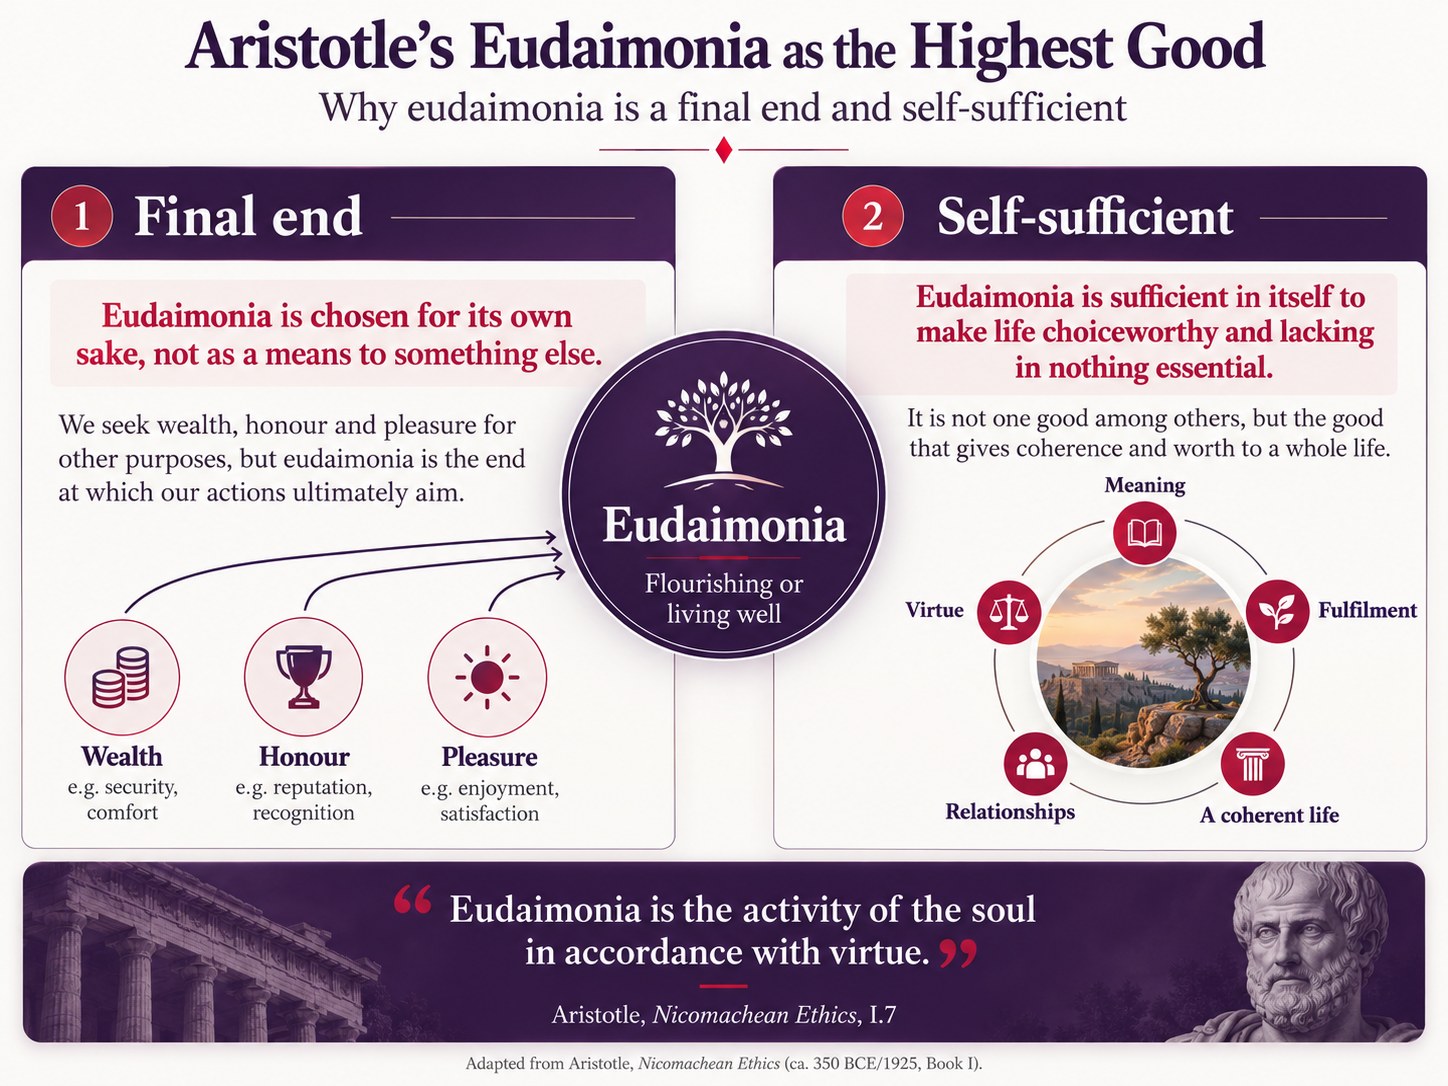 Aristotle’s Eudaimonia as the Highest Good
Why eudaimonia is a final end and self-sufficient
1 Final end
Eudaimonia is chosen for its own
sake, not as a means to something else.
We seek wealth, honour and pleasure for
other purposes, but eudaimonia is the end
at which our actions ultimately aim.
Wealth
e.g. security,
comfort
Honour
e.g. reputation,
recognition
Pleasure
e.g. enjoyment,
satisfaction
Eudaimonia
Flourishing or
living well
2 Self-sufficient
Eudaimonia is sufficient in itself to
make life choiceworthy and lacking
in nothing essential.
It is not one good among others, but the good
that gives coherence and worth to a whole life.
Meaning
Virtue
Fulfilment
Relationships
A coherent life
“ Eudaimonia is the activity of the soul
in accordance with virtue. ”
Aristotle, Nicomachean Ethics, I.7
Adapted from Aristotle, Nicomachean Ethics (ca. 350 BCE/1925, Book I).